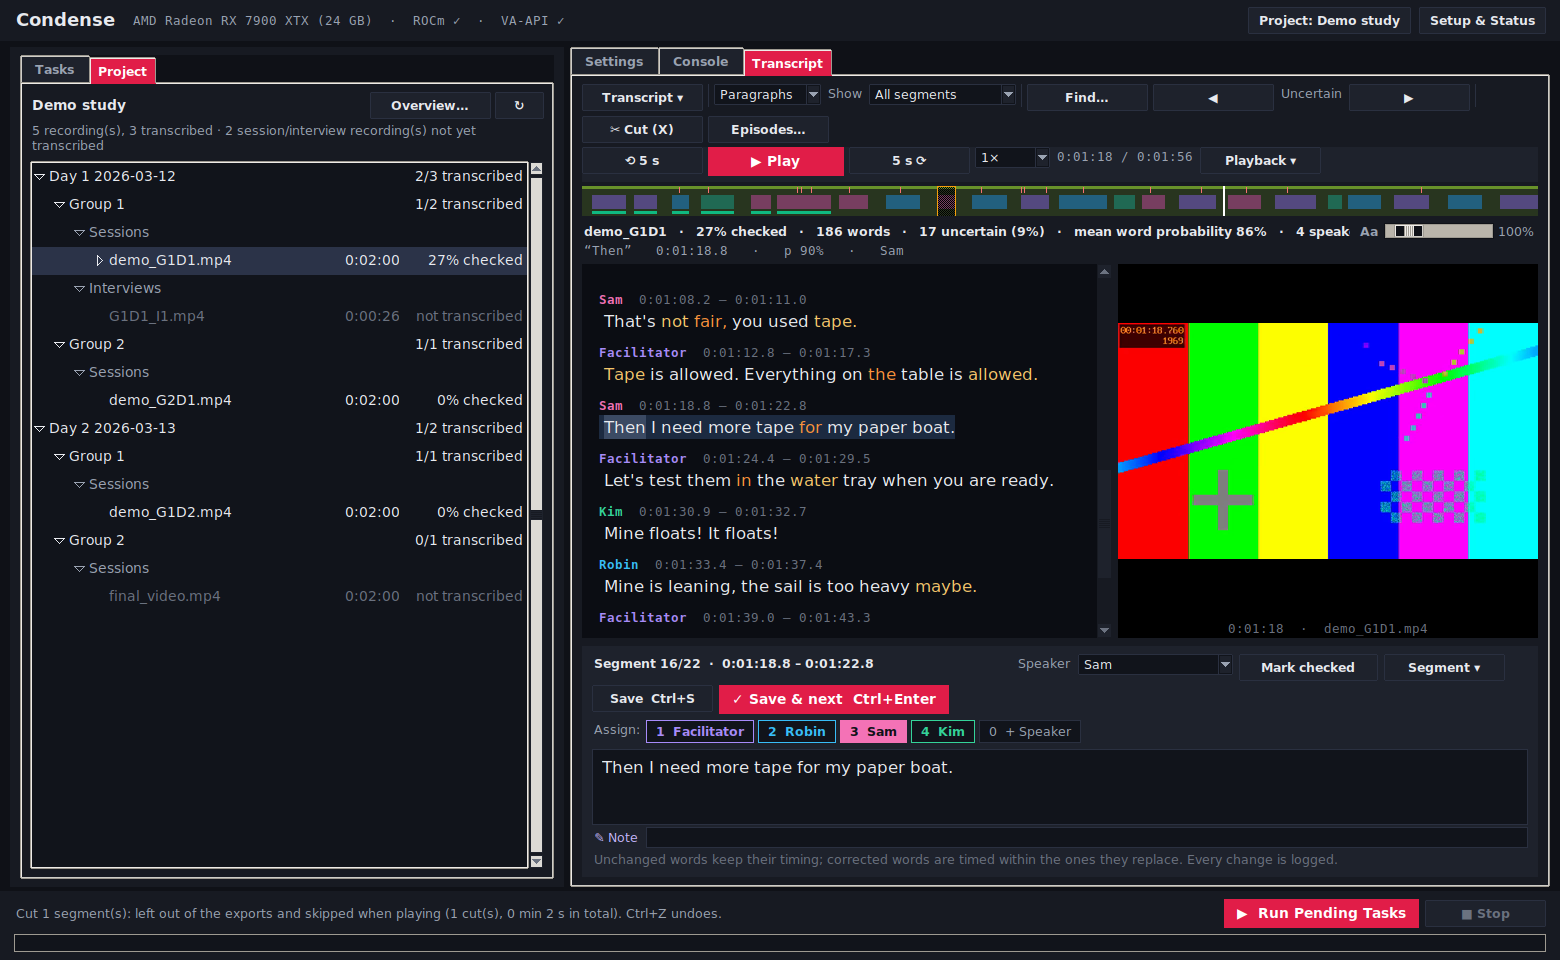 Condense AMD Radeon RX 7900 XTX (24 GB) · ROCm ✓ · VA-API ✓ Project: Demo study Setup & Status
Tasks Project
Demo study Overview… ↻
5 recording(s), 3 transcribed · 2 session/interview recording(s) not yet
transcribed
Day 1 2026-03-12 2/3 transcribed
Group 1 1/2 transcribed
Sessions
demo_G1D1.mp4 0:02:00 27% checked
Interviews
G1D1_I1.mp4 0:00:26 not transcribed
Group 2 1/1 transcribed
Sessions
demo_G2D1.mp4 0:02:00 0% checked
Day 2 2026-03-13 1/2 transcribed
Group 1 1/1 transcribed
Sessions
demo_G1D2.mp4 0:02:00 0% checked
Group 2 0/1 transcribed
Sessions
final_video.mp4 0:02:00 not transcribed
Settings Console Transcript
Transcript ▾ Paragraphs Show All segments Find… ◀ Uncertain ▶
✂ Cut (X) Episodes…
⟲ 5 s ▶ Play 5 s ⟳ 1× 0:01:18 / 0:01:56 Playback ▾
demo_G1D1 · 27% checked · 186 words · 17 uncertain (9%) · mean word probability 86% · 4 speak Aa 100%
“Then” 0:01:18.8 · p 90% · Sam
Sam 0:01:08.2 – 0:01:11.0
That's not fair, you used tape.
Facilitator 0:01:12.8 – 0:01:17.3
Tape is allowed. Everything on the table is allowed.
Sam 0:01:18.8 – 0:01:22.8
Then I need more tape for my paper boat.
Facilitator 0:01:24.4 – 0:01:29.5
Let's test them in the water tray when you are ready.
Kim 0:01:30.9 – 0:01:32.7
Mine floats! It floats!
Robin 0:01:33.4 – 0:01:37.4
Mine is leaning, the sail is too heavy maybe.
Facilitator 0:01:39.0 – 0:01:43.3
00:01:18.760
1969
0:01:18 · demo_G1D1.mp4
Segment 16/22 · 0:01:18.8 – 0:01:22.8 Speaker Sam Mark checked Segment ▾
Save Ctrl+S ✓ Save & next Ctrl+Enter
Assign: 1 Facilitator 2 Robin 3 Sam 4 Kim 0 + Speaker
Then I need more tape for my paper boat.
✎ Note
Unchanged words keep their timing; corrected words are timed within the ones they replace. Every change is logged.
Cut 1 segment(s): left out of the exports and skipped when playing (1 cut(s), 0 min 2 s in total). Ctrl+Z undoes. ▶ Run Pending Tasks ■ Stop